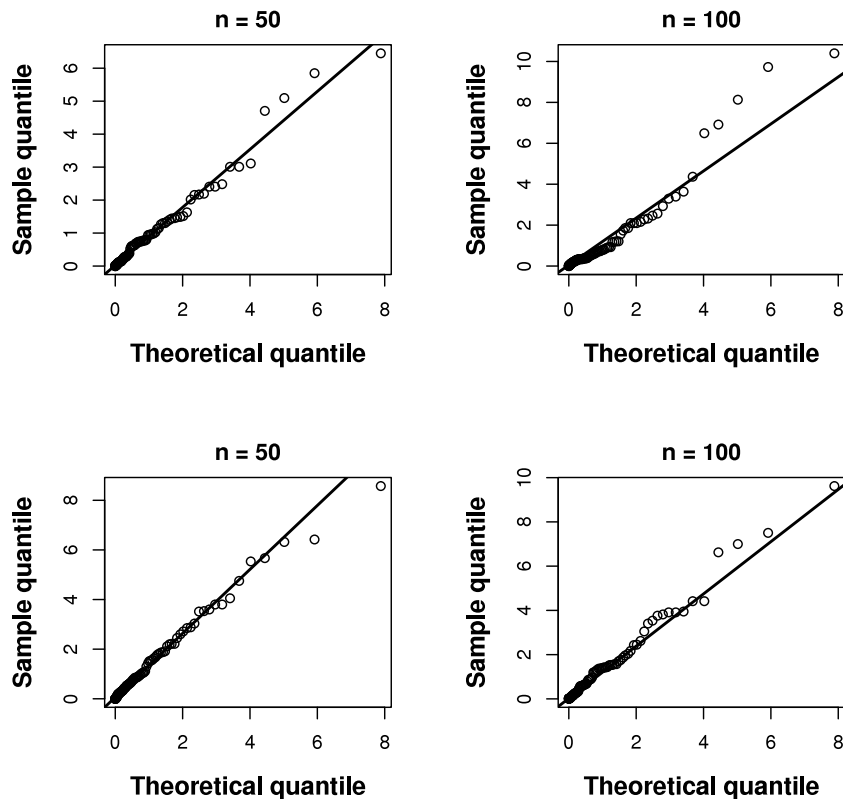 n = 50
Sample quantile
0 1 2 3 4 5 6
0 2 4 6 8
Theoretical quantile
n = 100
Sample quantile
0 2 4 6 8 10
0 2 4 6 8
Theoretical quantile
n = 50
Sample quantile
0 2 4 6 8
0 2 4 6 8
Theoretical quantile
n = 100
Sample quantile
0 2 4 6 8 10
0 2 4 6 8
Theoretical quantile